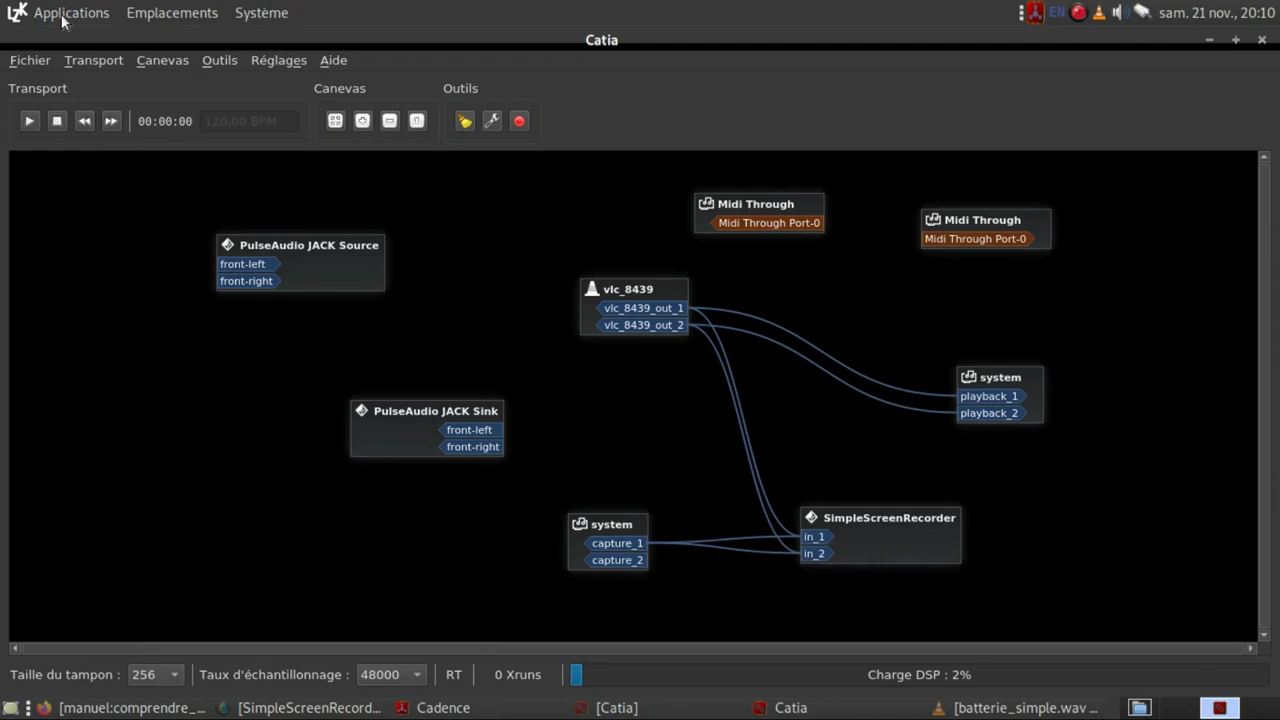 Applications Emplacements Système EN sam. 21 nov., 20:10
Catia
Fichier Transport Canevas Outils Réglages Aide
Transport Canevas Outils
00:00:00 120,00 BPM
Midi Through
Midi Through Port-0
Midi Through
Midi Through Port-0
PulseAudio JACK Source
front-left
front-right
vlc_8439
vlc_8439_out_1
vlc_8439_out_2
system
playback_1
playback_2
PulseAudio JACK Sink
front-left
front-right
system
capture_1
capture_2
SimpleScreenRecorder
in_1
in_2
Taille du tampon : 256 Taux d'échantillonnage : 48000 RT 0 Xruns Charge DSP : 2%
[manuel:comprendre_... [SimpleScreenRecord... Cadence [Catia] Catia [batterie_simple.wav ...